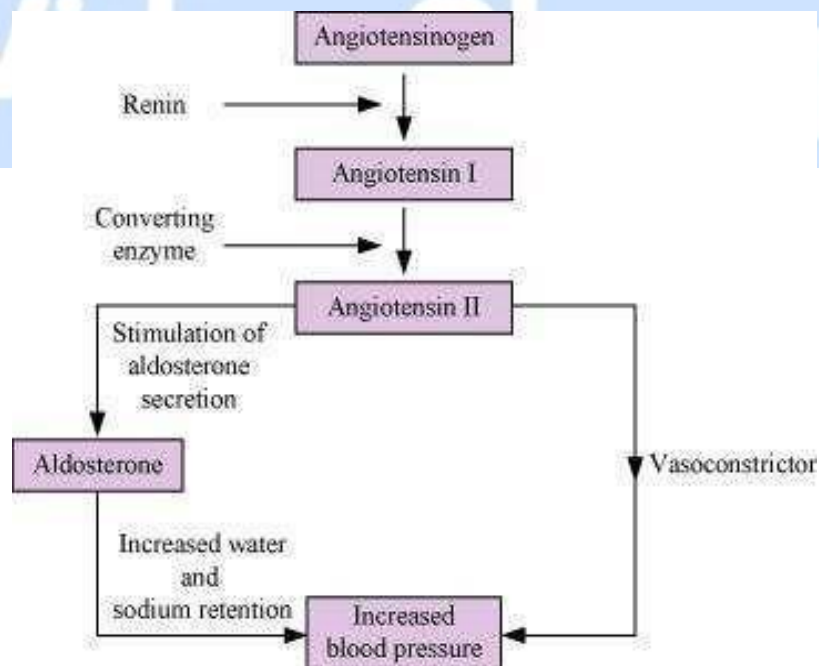 Angiotensinogen
Renin
Angiotensin I
Converting
enzyme
Angiotensin II
Stimulation of
aldosterone
secretion
Aldosterone
Vasoconstrictor
Increased water
and
sodium retention
Increased
blood pressure